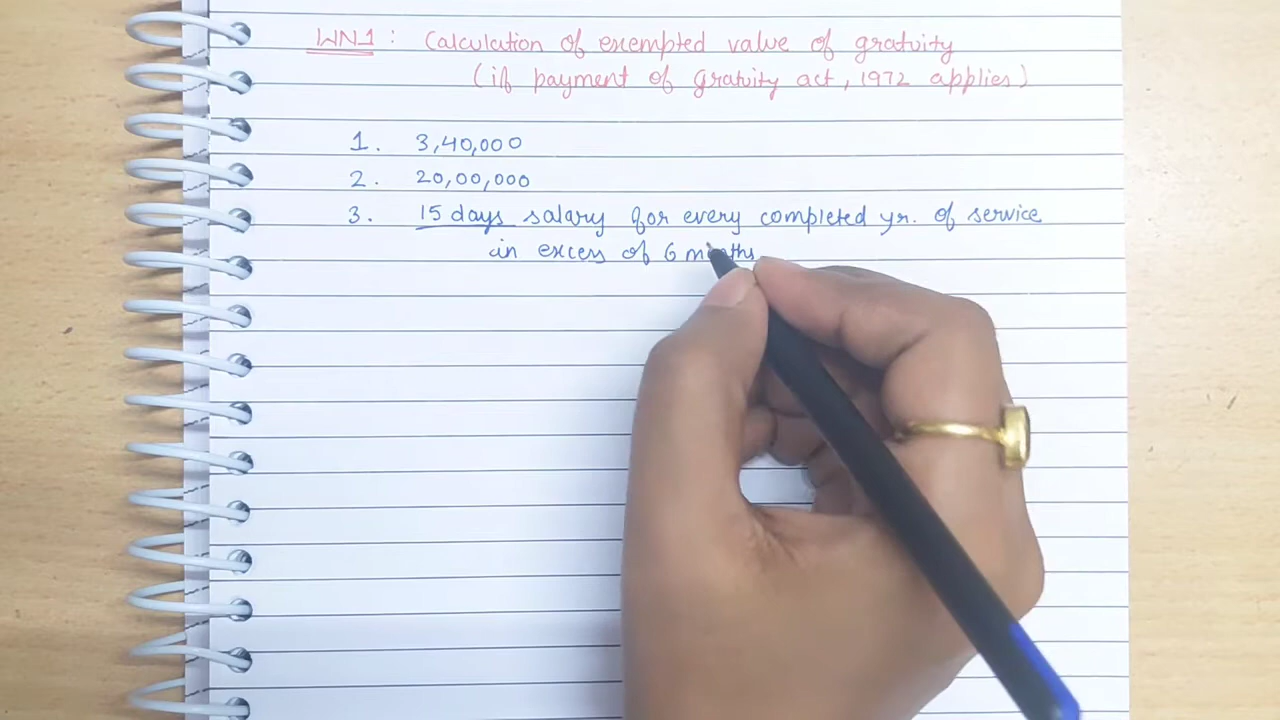 WN1 : Calculation of exempted value of gratuity
(if payment of gratuity act, 1972 applies)
1. 3,40,000
2. 20,00,000
3. 15 days salary for every completed yr. of service
in excess of 6 months